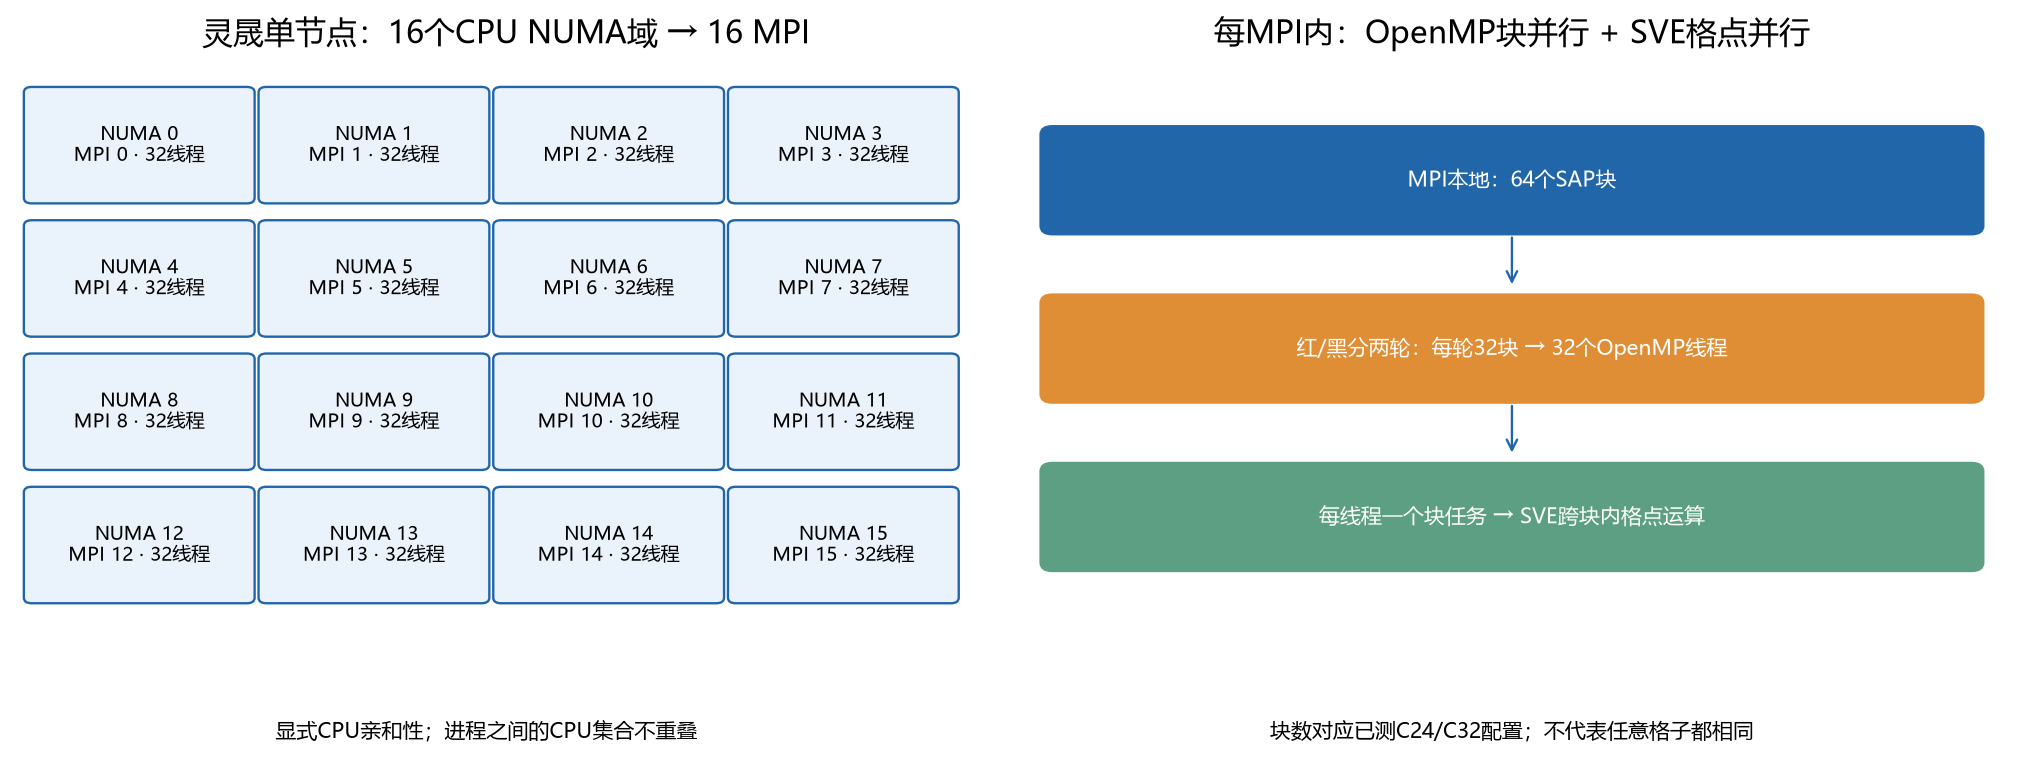 灵晟单节点：16个CPU NUMA域 → 16 MPI
NUMA 0
MPI 0 · 32线程
NUMA 1
MPI 1 · 32线程
NUMA 2
MPI 2 · 32线程
NUMA 3
MPI 3 · 32线程
NUMA 4
MPI 4 · 32线程
NUMA 5
MPI 5 · 32线程
NUMA 6
MPI 6 · 32线程
NUMA 7
MPI 7 · 32线程
NUMA 8
MPI 8 · 32线程
NUMA 9
MPI 9 · 32线程
NUMA 10
MPI 10 · 32线程
NUMA 11
MPI 11 · 32线程
NUMA 12
MPI 12 · 32线程
NUMA 13
MPI 13 · 32线程
NUMA 14
MPI 14 · 32线程
NUMA 15
MPI 15 · 32线程
显式CPU亲和性；进程之间的CPU集合不重叠
每MPI内：OpenMP块并行 + SVE格点并行
MPI本地：64个SAP块
红/黑分两轮：每轮32块 → 32个OpenMP线程
每线程一个块任务 → SVE跨块内格点运算
块数对应已测C24/C32配置；不代表任意格子都相同